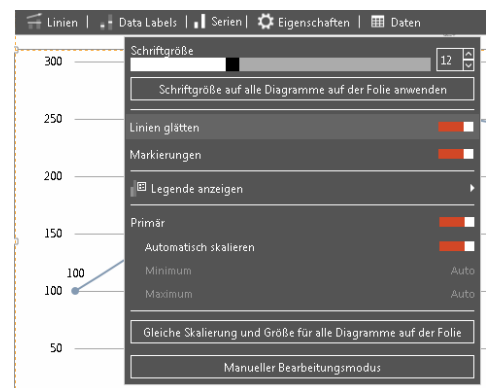 Linien | Data Labels | Serien | Eigenschaften | Daten
Schriftgröße
300
12
Schriftgröße auf alle Diagramme auf der Folie anwenden
250
Linien glätten
Markierungen
200
Legende anzeigen
Primär
150
Automatisch skalieren
100
Minimum Auto
100
Maximum Auto
Gleiche Skalierung und Größe für alle Diagramme auf der Folie
50
Manueller Bearbeitungsmodus